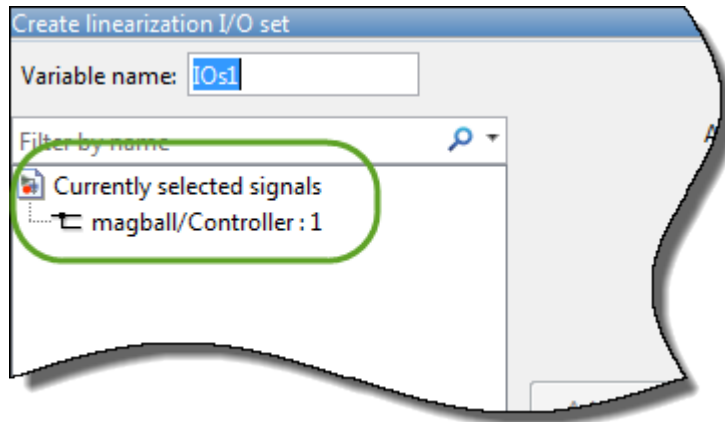 Create linearization I/O set
Variable name: IOs1
Filter by name
Currently selected signals
magball/Controller : 1